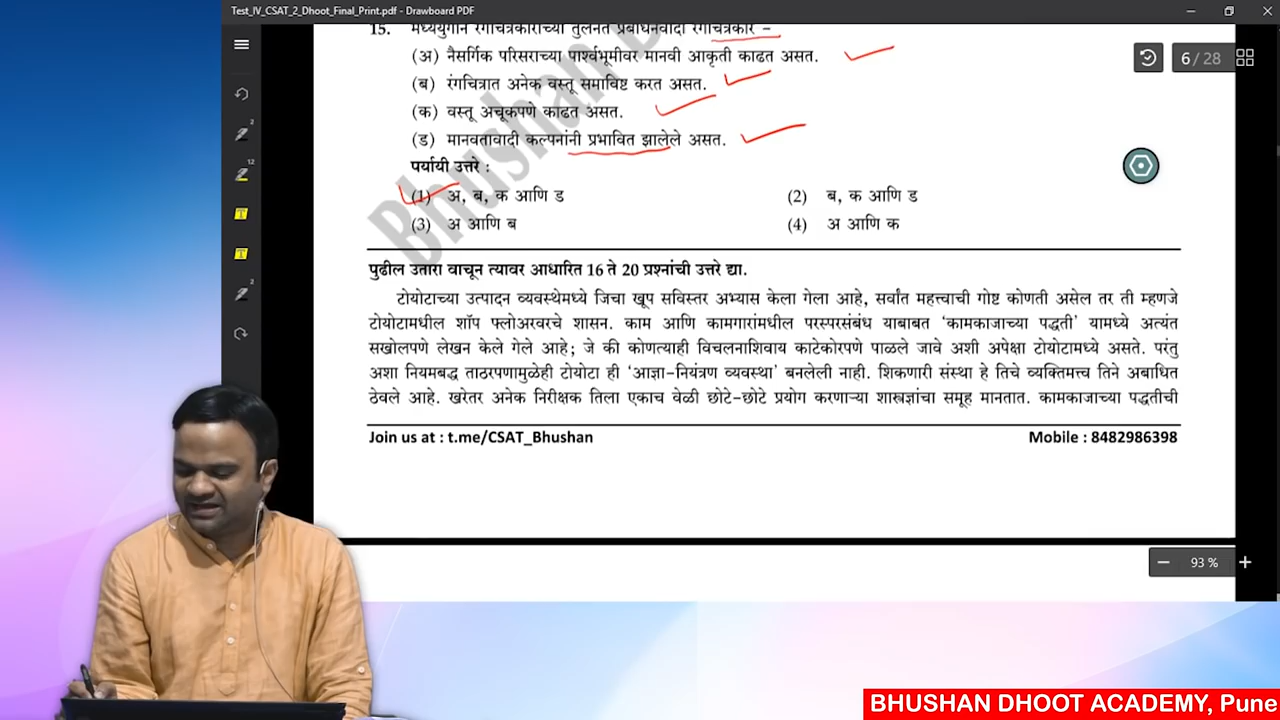 Test_IV_CSAT_2_Dhoot_Final_Print.pdf - Drawboard PDF
15. मध्ययुगीन रंगचित्रकारांच्या तुलनेत प्रबोधनवादी रंगचित्रकार –
(अ) नैसर्गिक परिसराच्या पार्श्वभूमीवर मानवी आकृती काढत असत.
(ब) रंगचित्रात अनेक वस्तू समाविष्ट करत असत.
(क) वस्तू अचूकपणे काढत असत.
(ड) मानवतावादी कल्पनांनी प्रभावित झालेले असत.
पर्यायी उत्तरे :
(1) अ, ब, क आणि ड (2) ब, क आणि ड
(3) अ आणि ब (4) अ आणि क
पुढील उतारा वाचून त्यावर आधारित 16 ते 20 प्रश्नांची उत्तरे द्या.
टोयोटाच्या उत्पादन व्यवस्थेमध्ये जिचा खूप सविस्तर अभ्यास केला गेला आहे, सर्वांत महत्त्वाची गोष्ट कोणती असेल तर ती म्हणजे
टोयोटामधील शॉप फ्लोअरवरचे शासन. काम आणि कामगारांमधील परस्परसंबंध याबाबत ‘कामकाजाच्या पद्धती’ यामध्ये अत्यंत
सखोलपणे लेखन केले गेले आहे; जे की कोणत्याही विचलनाशिवाय काटेकोरपणे पाळले जावे अशी अपेक्षा टोयोटामध्ये असते. परंतु
अशा नियमबद्ध ताठरपणामुळेही टोयोटा ही ‘आज्ञा–नियंत्रण व्यवस्था’ बनलेली नाही. शिकणारी संस्था हे तिचे व्यक्तिमत्त्व तिने अबाधित
ठेवले आहे. खरेतर अनेक निरीक्षक तिला एकाच वेळी छोटे–छोटे प्रयोग करणाऱ्या शास्त्रज्ञांचा समूह मानतात. कामकाजाच्या पद्धतीची
Join us at : t.me/CSAT_Bhushan Mobile : 8482986398
6 / 28
2
12
2
93 %
Bhushan
BHUSHAN DHOOT ACADEMY, Pune